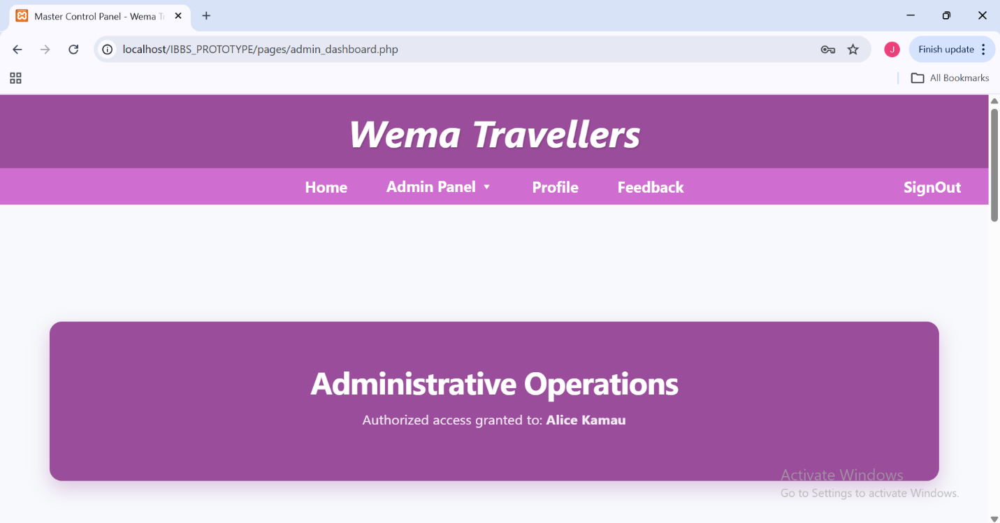 Master Control Panel - Wema Tr
localhost/IBBS_PROTOTYPE/pages/admin_dashboard.php
J
Finish update
All Bookmarks
Wema Travellers
Home Admin Panel ▼ Profile Feedback SignOut
Administrative Operations
Authorized access granted to: Alice Kamau
Activate Windows
Go to Settings to activate Windows.